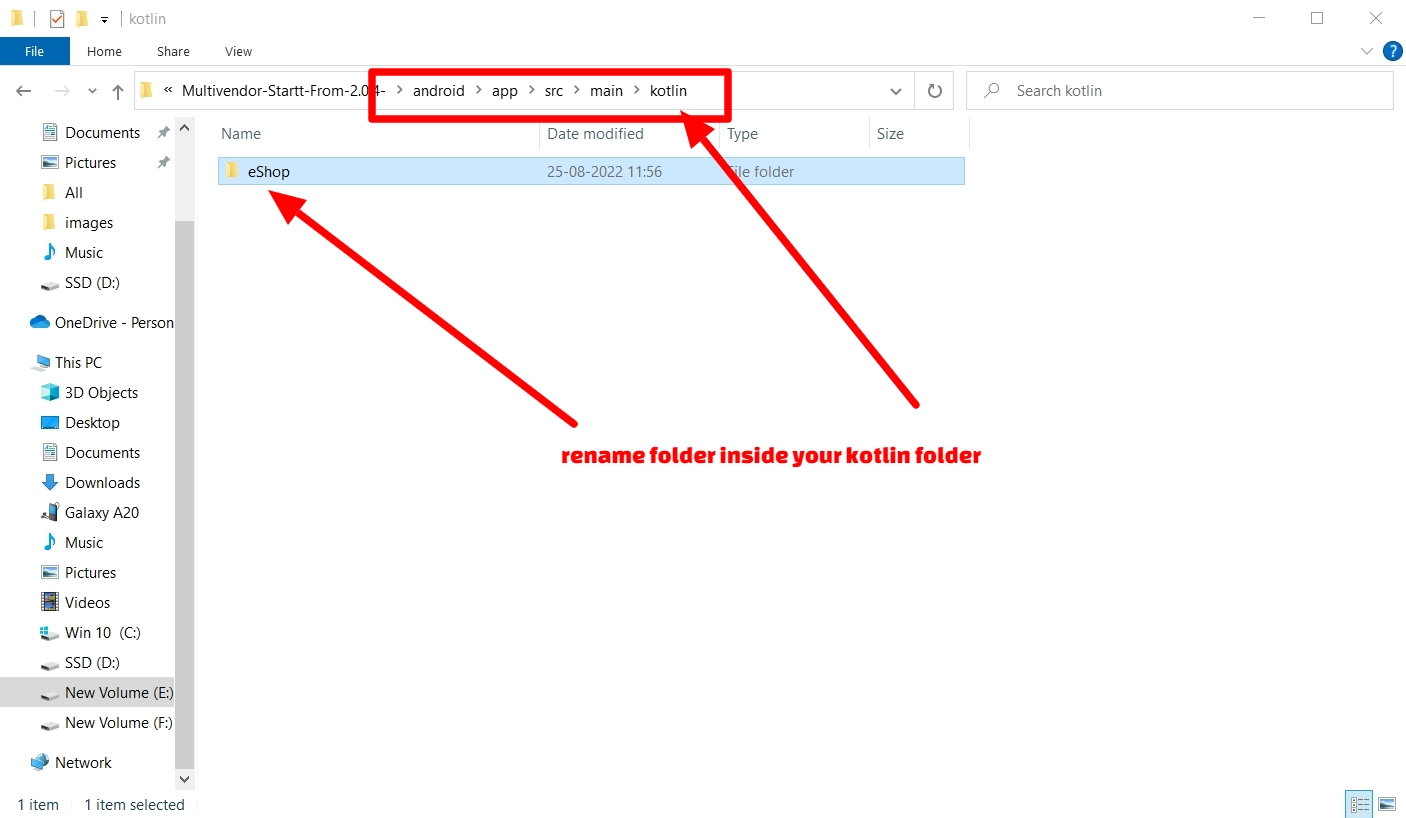 kotlin
File Home Share View
« Multivendor-Startt-From-2.0.4- > android > app > src > main > kotlin
Search kotlin
Name Date modified Type Size
eShop 25-08-2022 11:56 File folder
Documents
Pictures
All
images
Music
SSD (D:)
OneDrive - Person
This PC
3D Objects
Desktop
Documents
Downloads
Galaxy A20
Music
Pictures
Videos
Win 10 (C:)
SSD (D:)
New Volume (E:)
New Volume (F:)
Network
rename folder inside your kotlin folder
1 item 1 item selected